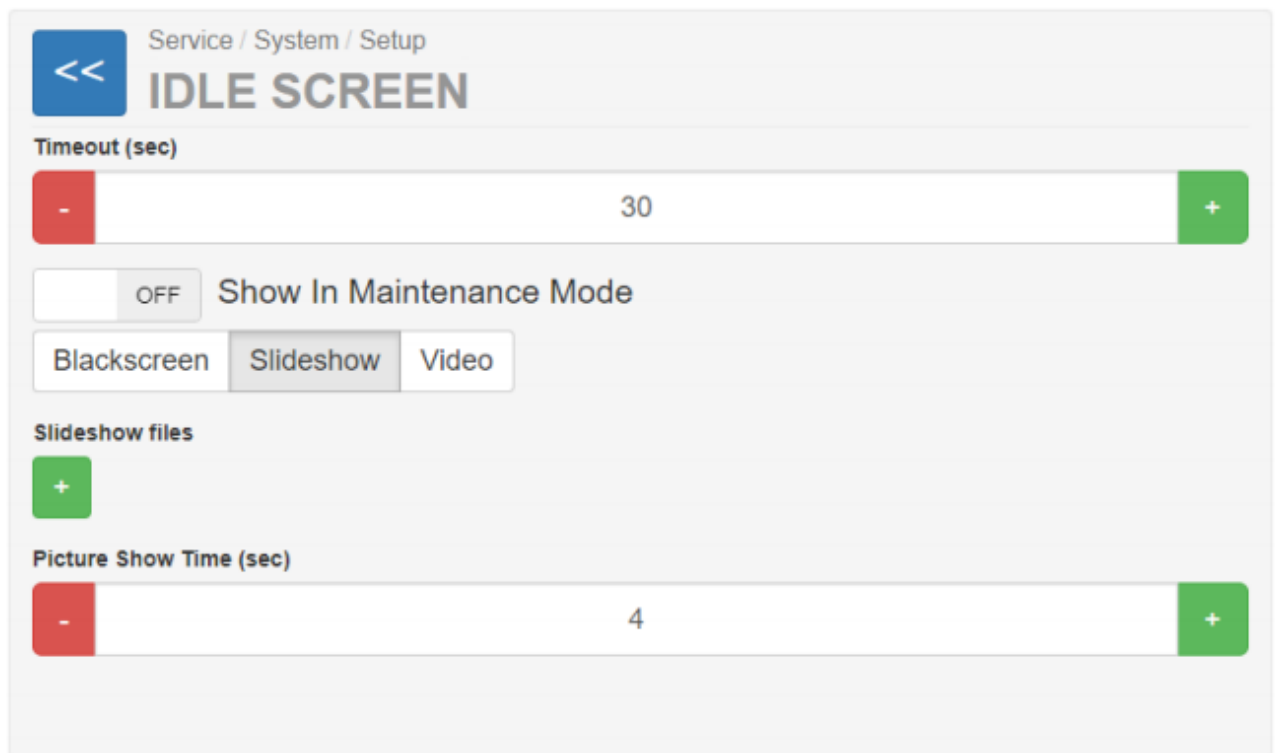 << Service / System / Setup
IDLE SCREEN
Timeout (sec)
- 30 +
OFF Show In Maintenance Mode
Blackscreen Slideshow Video
Slideshow files
+
Picture Show Time (sec)
- 4 +